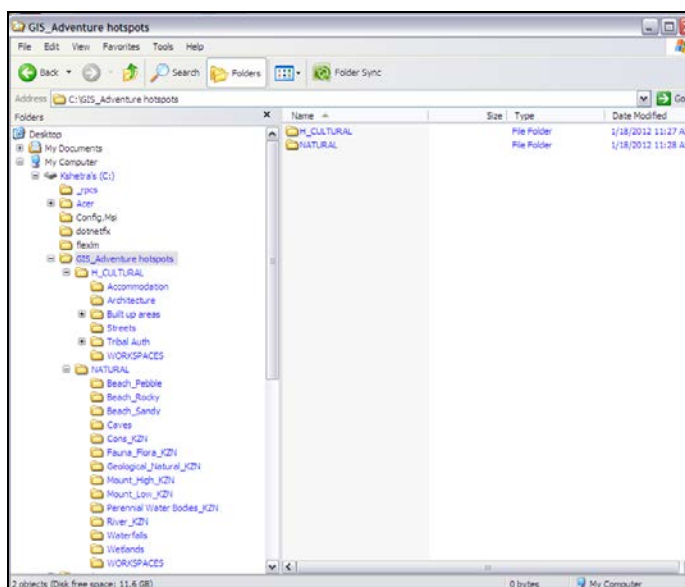 GIS_Adventure hotspots
File Edit View Favorites Tools Help
Back Search Folders Folder Sync
Address C:\GIS_Adventure hotspots Go
Folders x Name Size Type Date Modified
Desktop
My Documents
My Computer
Kshetra's (C:)
_rpcs
Acer
Config.Msi
dotnetfx
flexlm
GIS_Adventure hotspots
H_CULTURAL
Accommodation
Architecture
Built up areas
Streets
Tribal Auth
WORKSPACES
NATURAL
Beach_Pebble
Beach_Rocky
Beach_Sandy
Caves
Cons_KZN
Fauna_Flora_KZN
Geological_Natural_KZN
Mount_High_KZN
Mount_Low_KZN
Perennial Water Bodies_KZN
River_KZN
Waterfalls
Wetlands
WORKSPACES
H_CULTURAL File Folder 1/18/2012 11:27 A
NATURAL File Folder 1/18/2012 11:28 A
2 objects (Disk free space: 11.6 GB) 0 bytes My Computer